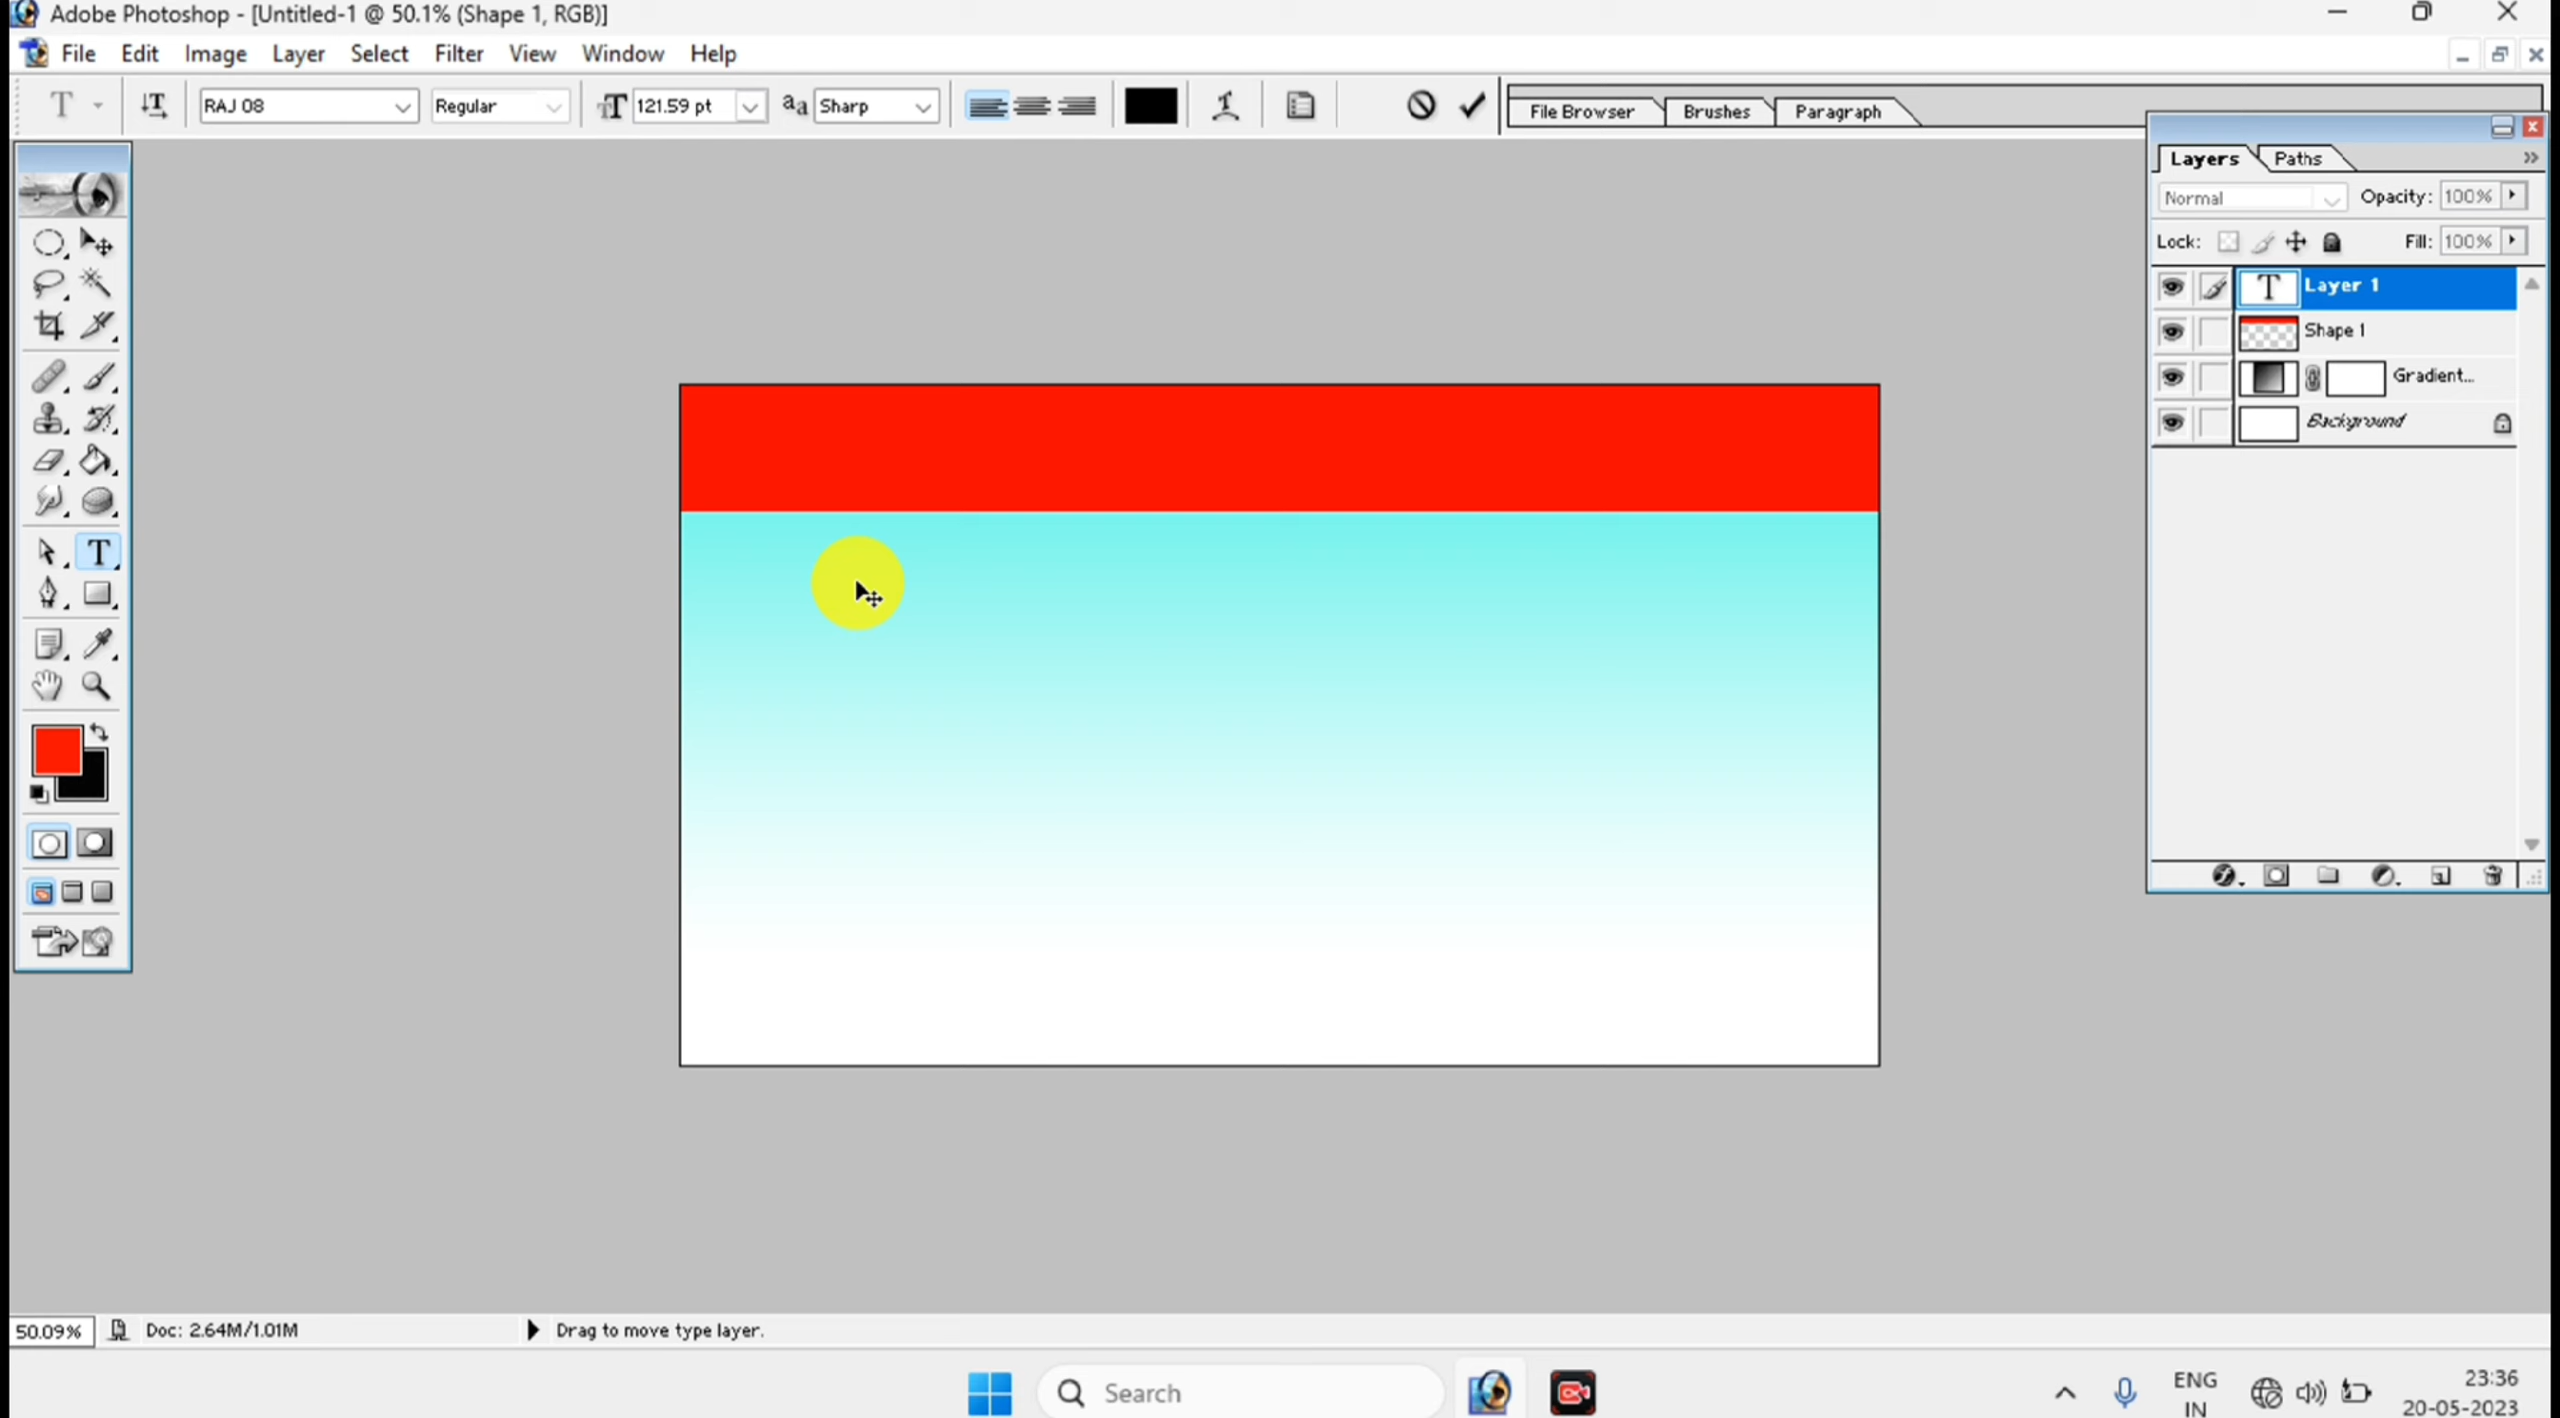 Adobe Photoshop - [Untitled-1 @ 50.1% (Shape 1, RGB)]
File Edit Image Layer Select Filter View Window Help
T RAJ 08 Regular 121.59 pt aa Sharp File Browser Brushes Paragraph
Layers Paths
Normal Opacity: 100%
Lock: Fill: 100%
T Layer 1
Shape 1
Gradient...
Background
T
50.09% Doc: 2.64M/1.01M Drag to move type layer.
Search
ENG
IN
23:36
20-05-2023